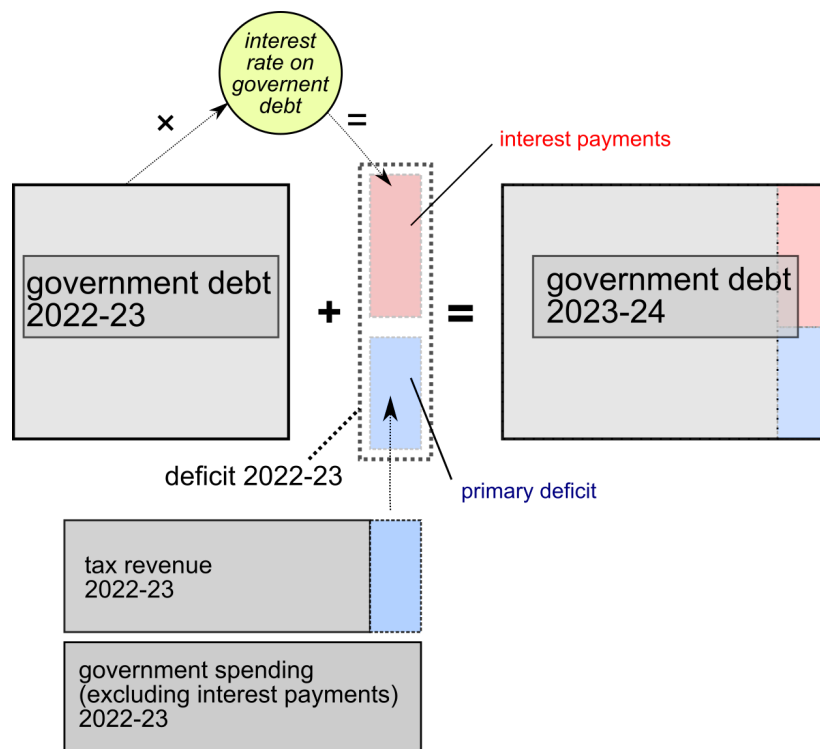 interest
rate on
governent
debt
×
=
interest payments
government debt
2022-23
+
=
government debt
2023-24
deficit 2022-23
primary deficit
tax revenue
2022-23
government spending
(excluding interest payments)
2022-23